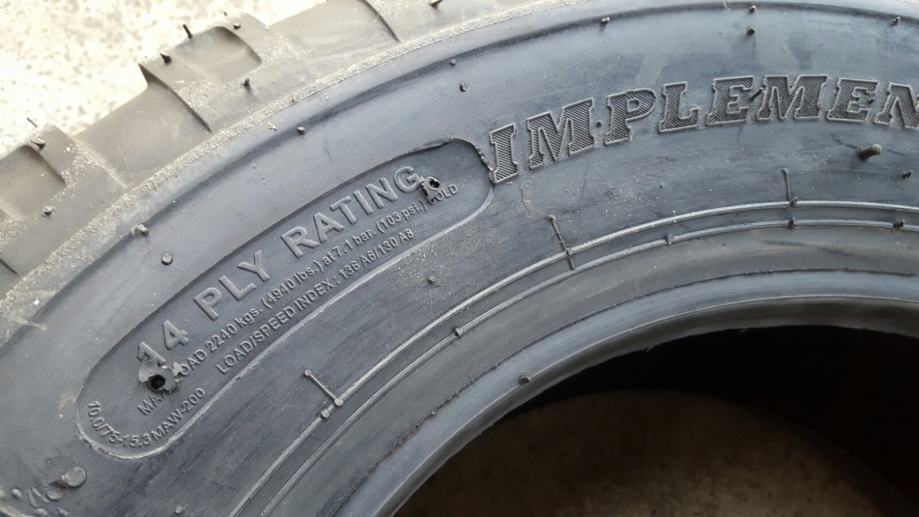 IMPLEMEN
14 PLY RATING
MAX LOAD 2240 kgs. (4940 lbs.) at 7.1 bar. (103 psi.) COLD
LOAD/SPEED INDEX : 136 A6/130 A8
10.0/75-15.3 MAW-200